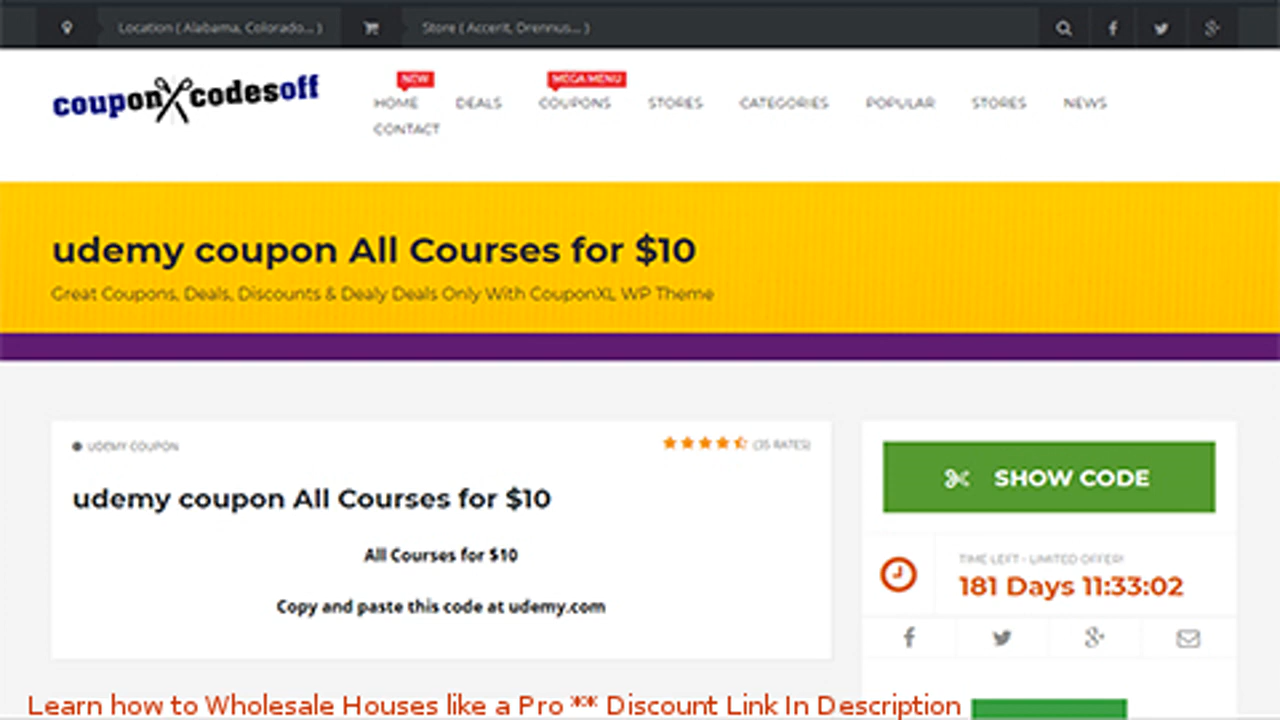 Location ( Alabama, Colorado... )
Store ( Accent, Drennus... )
couponXcodesoff
NEW
MEGA MENU
HOME DEALS COUPONS STORES CATEGORIES POPULAR STORES NEWS
CONTACT
udemy coupon All Courses for $10
Great Coupons, Deals, Discounts & Dealy Deals Only With CouponXL WP Theme
UDEMY COUPON
(35 RATES)
udemy coupon All Courses for $10
All Courses for $10
Copy and paste this code at udemy.com
SHOW CODE
TIME LEFT - LIMITED OFFER!
181 Days 11:33:02
Learn how to Wholesale Houses like a Pro ** Discount Link In Description